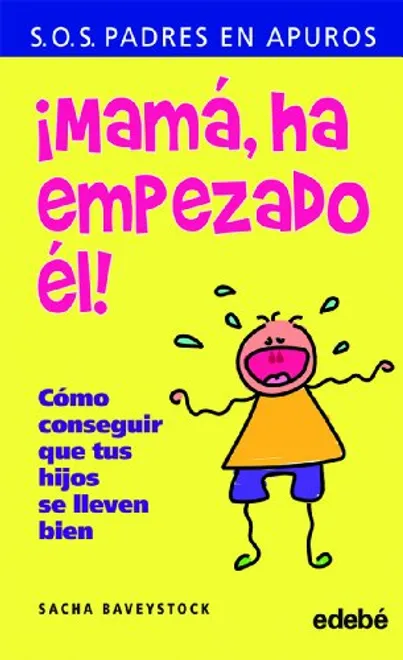 S.O.S. PADRES EN APUROS
¡Mamá, ha
empezado
él!
Cómo
conseguir
que tus
hijos
se lleven
bien
SACHA BAVEYSTOCK
edebé